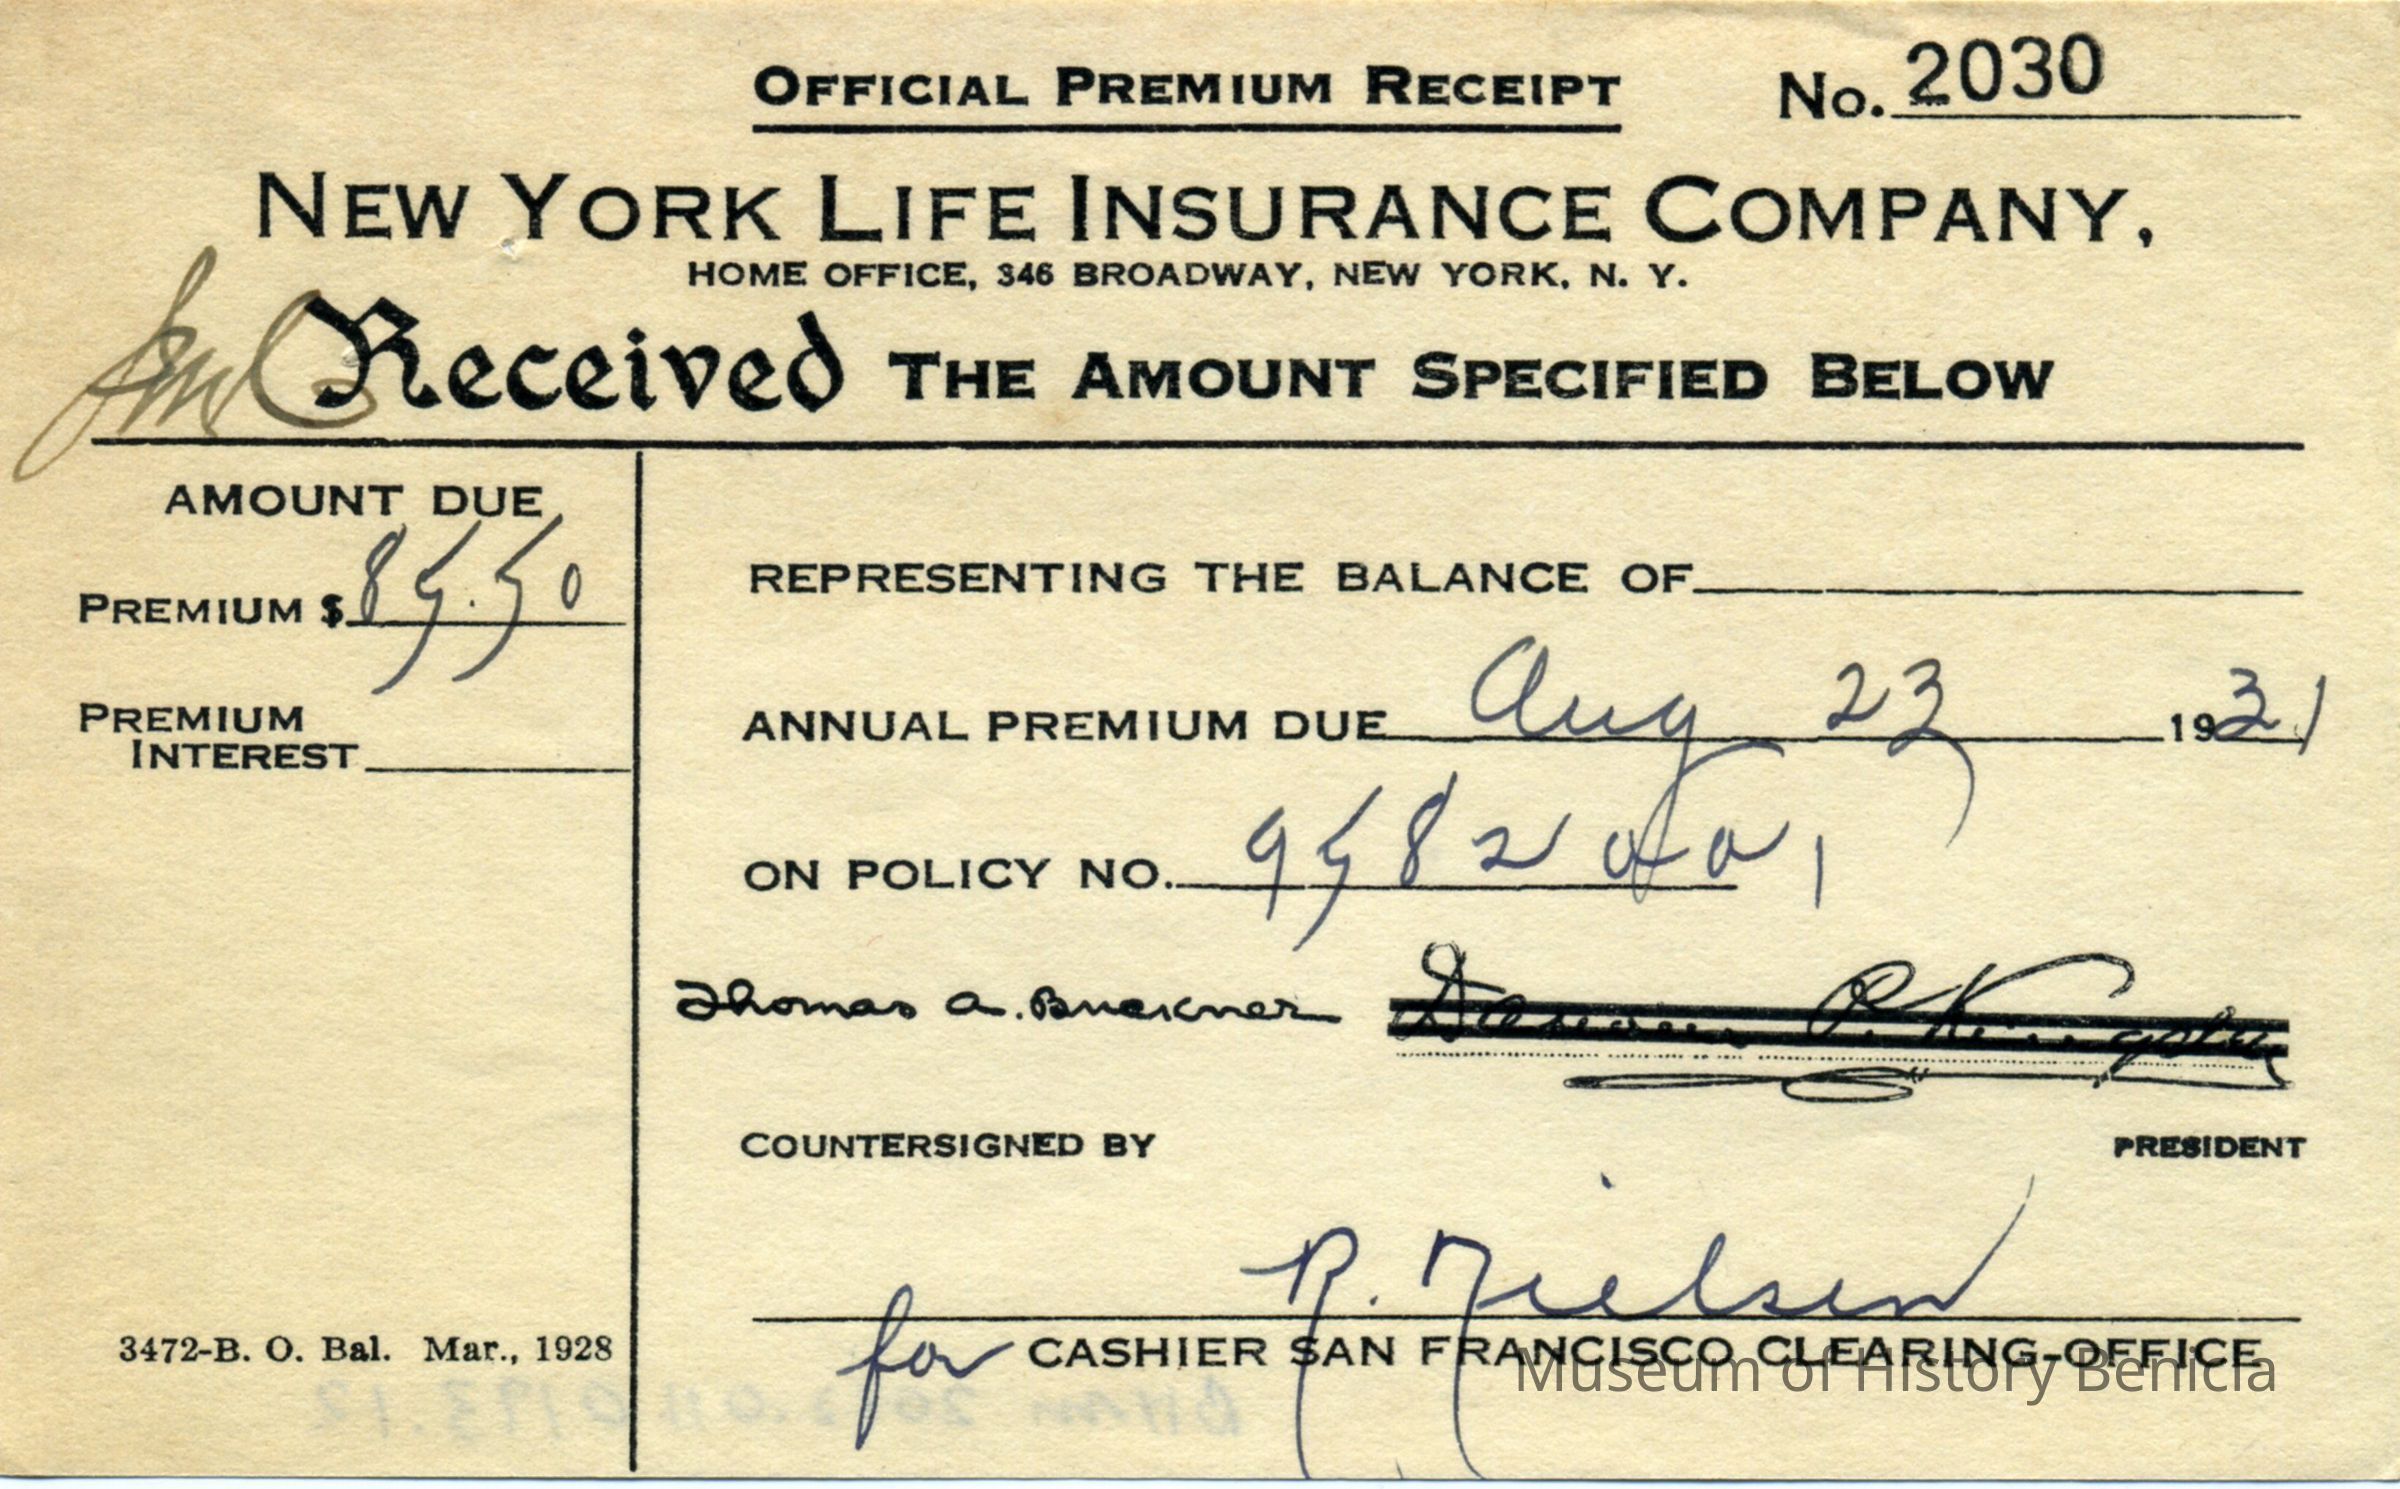 OFFICIAL PREMIUM RECEIPT No. 2030
NEW YORK LIFE INSURANCE COMPANY,
HOME OFFICE, 346 BROADWAY, NEW YORK, N. Y.
Received THE AMOUNT SPECIFIED BELOW
AMOUNT DUE
PREMIUM $ 85.50
PREMIUM
INTEREST
3472-B. O. Bal. Mar., 1928
REPRESENTING THE BALANCE OF
ANNUAL PREMIUM DUE Aug 23 1931
ON POLICY NO. 9582001
Thomas A. Buckner Darwin P. Kingsley
COUNTERSIGNED BY PRESIDENT
R. Nielsen
for CASHIER SAN FRANCISCO CLEARING-OFFICE
Museum of History Benicia